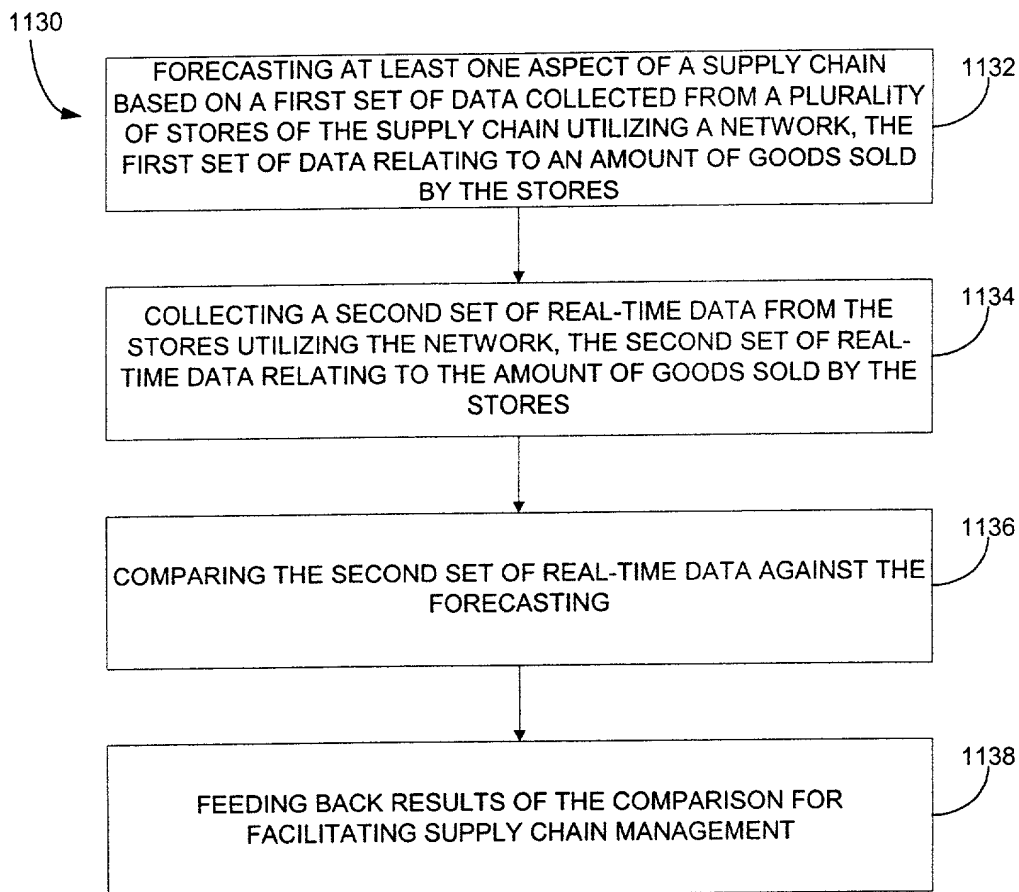 1130
FORECASTING AT LEAST ONE ASPECT OF A SUPPLY CHAIN
BASED ON A FIRST SET OF DATA COLLECTED FROM A PLURALITY
OF STORES OF THE SUPPLY CHAIN UTILIZING A NETWORK, THE
FIRST SET OF DATA RELATING TO AN AMOUNT OF GOODS SOLD
BY THE STORES
1132
COLLECTING A SECOND SET OF REAL-TIME DATA FROM THE
STORES UTILIZING THE NETWORK, THE SECOND SET OF REAL-
TIME DATA RELATING TO THE AMOUNT OF GOODS SOLD BY THE
STORES
1134
COMPARING THE SECOND SET OF REAL-TIME DATA AGAINST THE
FORECASTING
1136
FEEDING BACK RESULTS OF THE COMPARISON FOR
FACILITATING SUPPLY CHAIN MANAGEMENT
1138